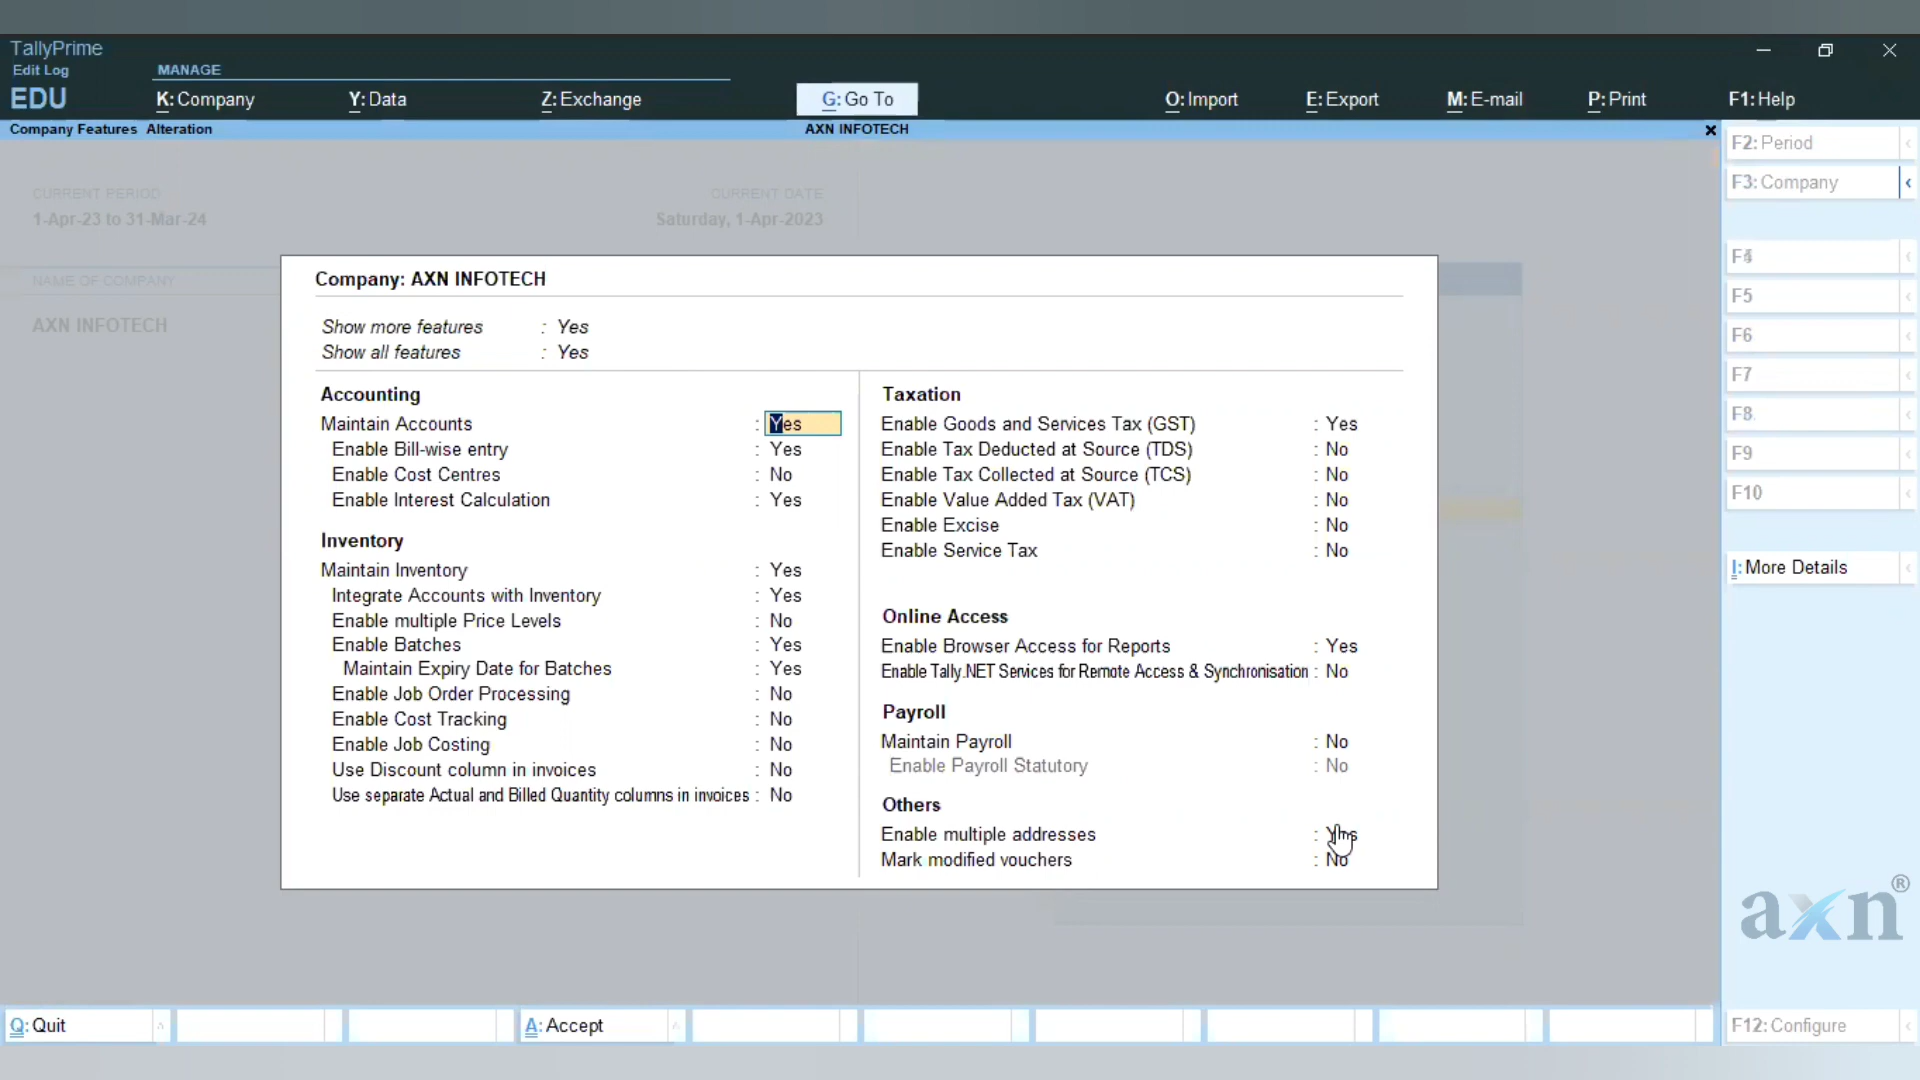 TallyPrime
Edit Log
EDU
MANAGE
K: Company
Y: Data
Z: Exchange
G: Go To
O: Import
E: Export
M: E-mail
P: Print
F1: Help
Company Features Alteration
AXN INFOTECH
CURRENT PERIOD
1-Apr-23 to 31-Mar-24
CURRENT DATE
Saturday, 1-Apr-2023
NAME OF COMPANY
AXN INFOTECH
Company: AXN INFOTECH
Show more features : Yes
Show all features : Yes
Accounting
Maintain Accounts : Yes
Enable Bill-wise entry : Yes
Enable Cost Centres : No
Enable Interest Calculation : Yes
Inventory
Maintain Inventory : Yes
Integrate Accounts with Inventory : Yes
Enable multiple Price Levels : No
Enable Batches : Yes
Maintain Expiry Date for Batches : Yes
Enable Job Order Processing : No
Enable Cost Tracking : No
Enable Job Costing : No
Use Discount column in invoices : No
Use separate Actual and Billed Quantity columns in invoices : No
Taxation
Enable Goods and Services Tax (GST) : Yes
Enable Tax Deducted at Source (TDS) : No
Enable Tax Collected at Source (TCS) : No
Enable Value Added Tax (VAT) : No
Enable Excise : No
Enable Service Tax : No
Online Access
Enable Browser Access for Reports : Yes
Enable Tally.NET Services for Remote Access & Synchronisation : No
Payroll
Maintain Payroll : No
Enable Payroll Statutory : No
Others
Enable multiple addresses : Yes
Mark modified vouchers : No
F2: Period
F3: Company
F4
F5
F6
F7
F8
F9
F10
I: More Details
axn®
Q: Quit
A: Accept
F12: Configure